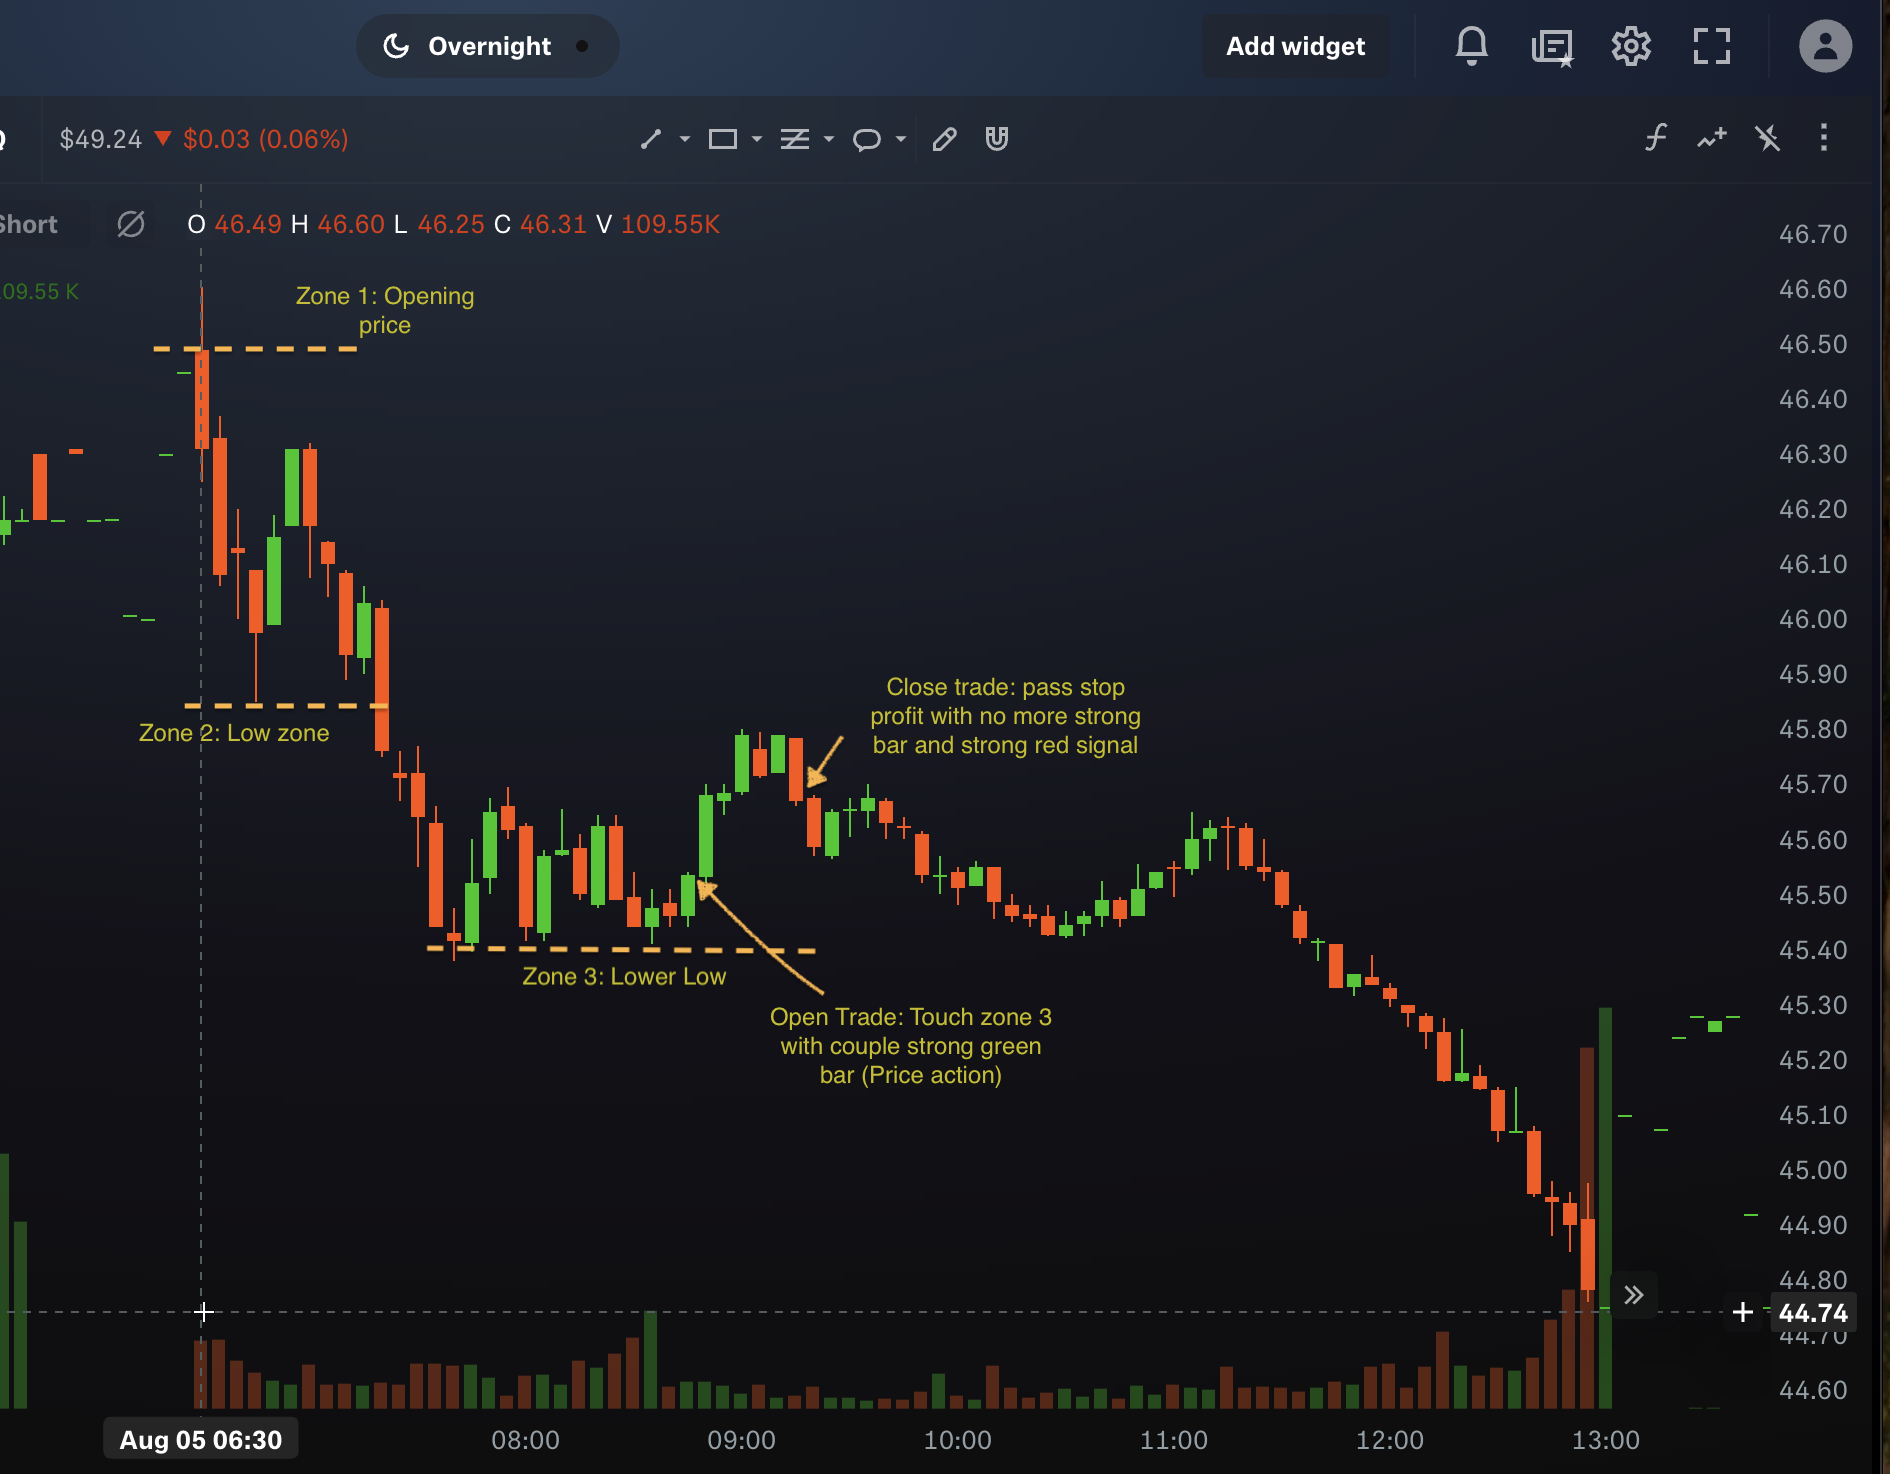 Overnight
Add widget
$49.24 $0.03 (0.06%)
Short
O 46.49 H 46.60 L 46.25 C 46.31 V 109.55K
09.55 K
Zone 1: Opening
price
Zone 2: Low zone
Close trade: pass stop
profit with no more strong
bar and strong red signal
Zone 3: Lower Low
Open Trade: Touch zone 3
with couple strong green
bar (Price action)
46.70
46.60
46.50
46.40
46.30
46.20
46.10
46.00
45.90
45.80
45.70
45.60
45.50
45.40
45.30
45.20
45.10
45.00
44.90
44.80
44.74
44.70
44.60
Aug 05 06:30
08:00
09:00
10:00
11:00
12:00
13:00